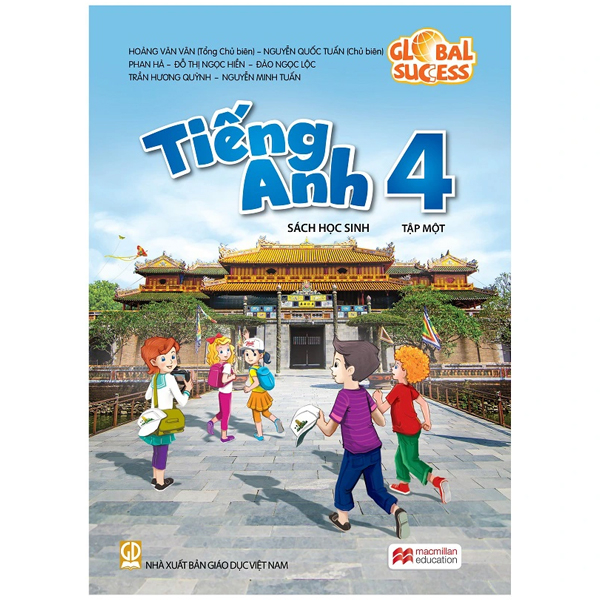 HOÀNG VĂN VÂN (Tổng Chủ biên) – NGUYỄN QUỐC TUẤN (Chủ biên)
PHAN HÀ – ĐỖ THỊ NGỌC HIỀN – ĐÀO NGỌC LỘC
TRẦN HƯƠNG QUỲNH – NGUYỄN MINH TUẤN
GLOBAL
SUCCESS
Tiếng
Anh 4
SÁCH HỌC SINH TẬP MỘT
GD
NHÀ XUẤT BẢN GIÁO DỤC VIỆT NAM
macmillan
education